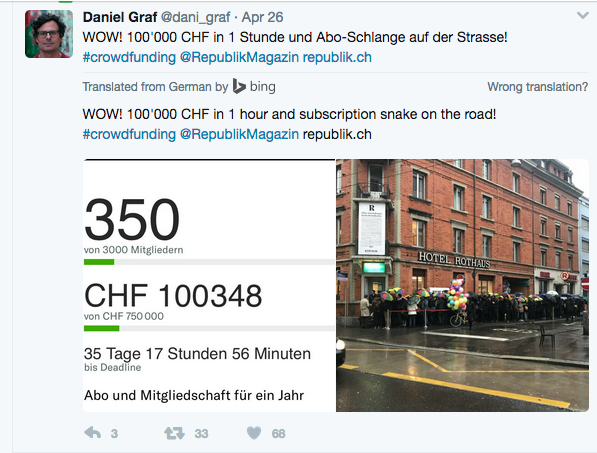 Daniel Graf @dani_graf · Apr 26
WOW! 100'000 CHF in 1 Stunde und Abo-Schlange auf der Strasse!
#crowdfunding @RepublikMagazin republik.ch
Translated from German by bing
Wrong translation?
WOW! 100'000 CHF in 1 hour and subscription snake on the road!
#crowdfunding @RepublikMagazin republik.ch
350
von 3000 Mitgliedern
CHF 100348
von CHF 750 000
35 Tage 17 Stunden 56 Minuten
bis Deadline
Abo und Mitgliedschaft für ein Jahr
R
HOTEL ROTHAUS
3 33 68